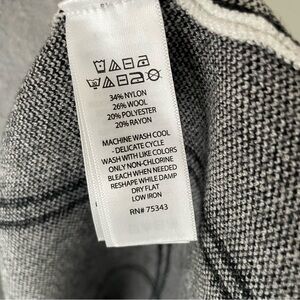 34% NYLON
26% WOOL
20% POLYESTER
20% RAYON
MACHINE WASH COOL
- DELICATE CYCLE
WASH WITH LIKE COLORS
ONLY NON-CHLORINE
BLEACH WHEN NEEDED
RESHAPE WHILE DAMP
DRY FLAT
LOW IRON
RN# 75343